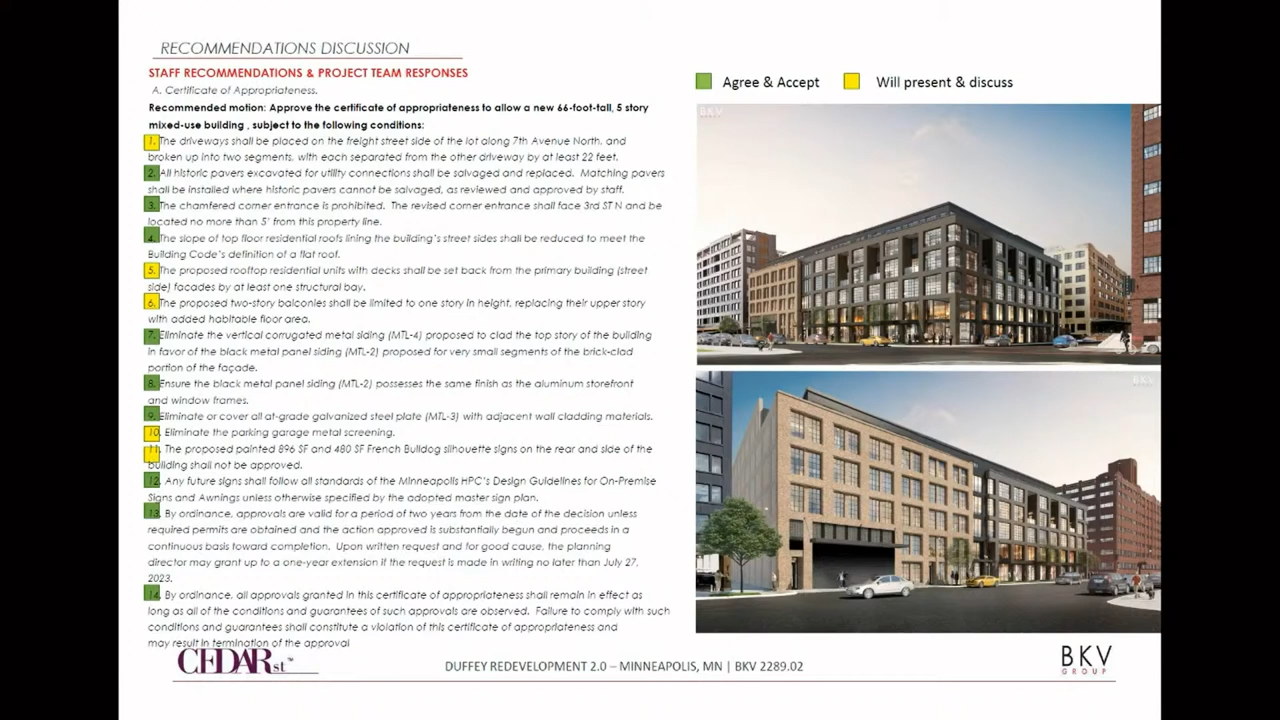 RECOMMENDATIONS DISCUSSION
STAFF RECOMMENDATIONS & PROJECT TEAM RESPONSES
A. Certificate of Appropriateness.
Recommended motion: Approve the certificate of appropriateness to allow a new 66-foot-tall, 5 story
mixed-use building , subject to the following conditions:
1. The driveways shall be placed on the freight street side of the lot along 7th Avenue North, and
broken up into two segments, with each separated from the other driveway by at least 22 feet.
2. All historic pavers excavated for utility connections shall be salvaged and replaced. Matching pavers
shall be installed where historic pavers cannot be salvaged, as reviewed and approved by staff.
3. The chamfered corner entrance is prohibited. The revised corner entrance shall face 3rd ST N and be
located no more than 5' from this property line.
4. The slope of top floor residential roofs lining the building's street sides shall be reduced to meet the
Building Code's definition of a flat roof.
5. The proposed rooftop residential units with decks shall be set back from the primary building (street
side) facades by at least one structural bay.
6. The proposed two-story balconies shall be limited to one story in height, replacing their upper story
with added habitable floor area.
7. Eliminate the vertical corrugated metal siding (MTL-4) proposed to clad the top story of the building
in favor of the black metal panel siding (MTL-2) proposed for very small segments of the brick-clad
portion of the façade.
8. Ensure the black metal panel siding (MTL-2) possesses the same finish as the aluminum storefront
and window frames.
9. Eliminate or cover all at-grade galvanized steel plate (MTL-3) with adjacent wall cladding materials.
10. Eliminate the parking garage metal screening.
11. The proposed painted 896 SF and 480 SF French Bulldog silhouette signs on the rear and side of the
building shall not be approved.
12. Any future signs shall follow all standards of the Minneapolis HPC's Design Guidelines for On-Premise
Signs and Awnings unless otherwise specified by the adopted master sign plan.
13. By ordinance, approvals are valid for a period of two years from the date of the decision unless
required permits are obtained and the action approved is substantially begun and proceeds in a
continuous basis toward completion. Upon written request and for good cause, the planning
director may grant up to a one-year extension if the request is made in writing no later than July 27,
2023.
14. By ordinance, all approvals granted in this certificate of appropriateness shall remain in effect as
long as all of the conditions and guarantees of such approvals are observed. Failure to comply with such
conditions and guarantees shall constitute a violation of this certificate of appropriateness and
may result in termination of the approval
Agree & Accept
Will present & discuss
BKV
GROUP
BKV
GROUP
CEDARst™
DUFFEY REDEVELOPMENT 2.0 – MINNEAPOLIS, MN | BKV 2289.02
BKV
GROUP